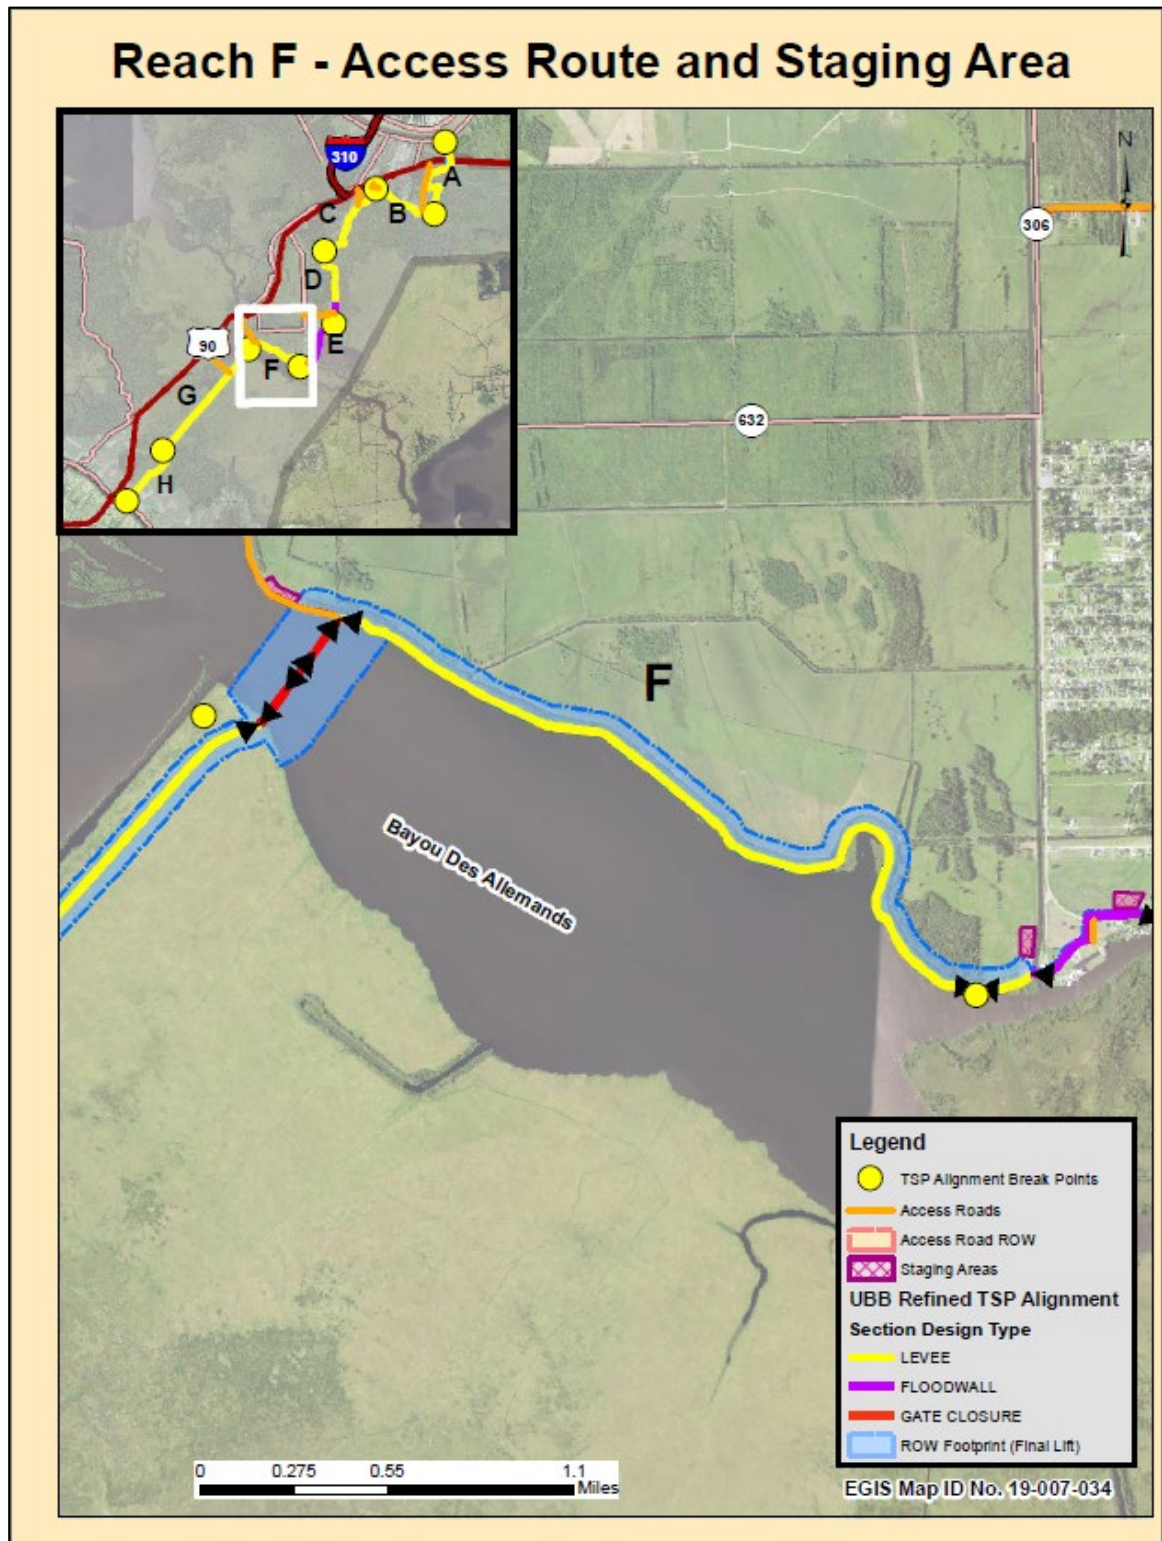 Reach F - Access Route and Staging Area
310
A
C
B
D
90
E
F
G
H
N
306
632
F
Bayou Des Allemands
Legend
TSP Alignment Break Points
Access Roads
Access Road ROW
Staging Areas
UBB Refined TSP Alignment
Section Design Type
LEVEE
FLOODWALL
GATE CLOSURE
ROW Footprint (Final Lift)
0 0.275 0.55 1.1
Miles
EGIS Map ID No. 19-007-034